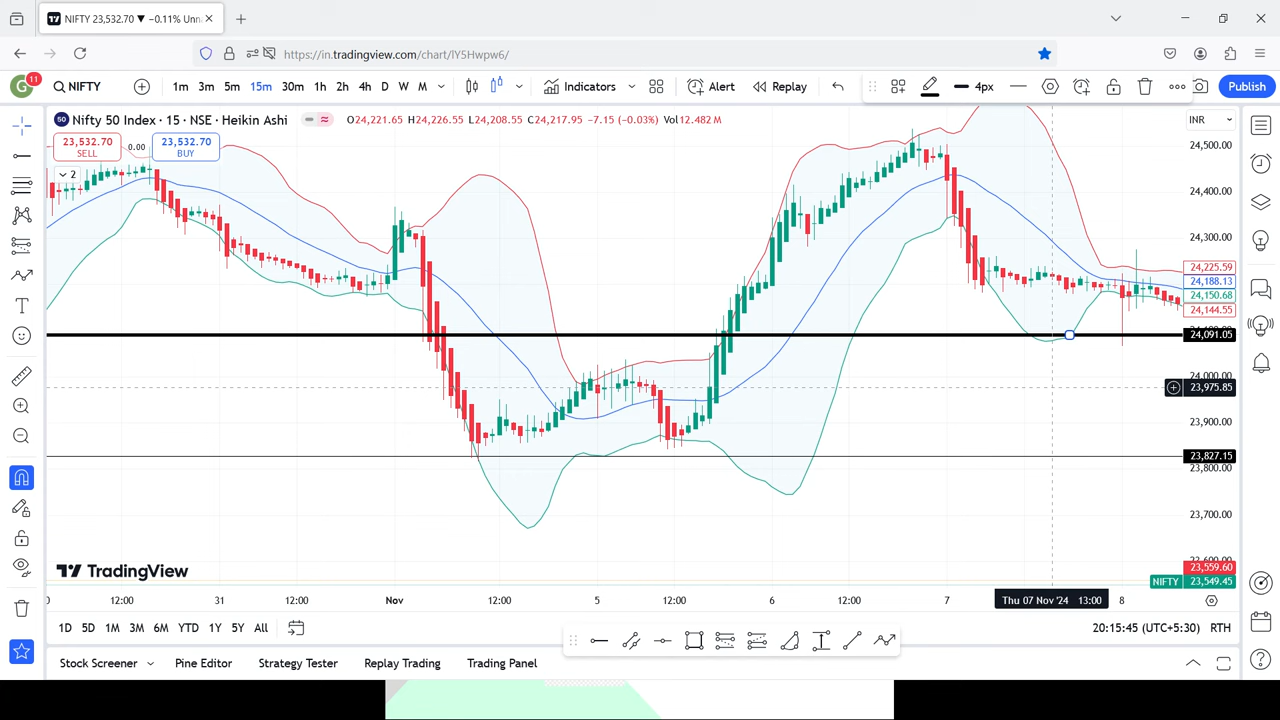 NIFTY 23,532.70 ▼ −0.11% Unn
https://in.tradingview.com/chart/lY5Hwpw6/
G 11 NIFTY 1m 3m 5m 15m 30m 1h 2h 4h D W M Indicators Alert Replay 4px Publish
50 Nifty 50 Index · 15 · NSE · Heikin Ashi O24,221.65 H24,226.55 L24,208.55 C24,217.95 −7.15 (−0.03%) Vol12.482 M INR
23,532.70 SELL 0.00 23,532.70 BUY
2
24,500.00
24,400.00
24,300.00
24,225.59
24,188.13
24,150.68
24,144.55
24,091.05
24,000.00
23,975.85
23,900.00
23,827.15
23,800.00
23,700.00
23,559.60
NIFTY 23,549.45
TradingView
12:00 31 12:00 Nov 12:00 5 12:00 6 12:00 7 Thu 07 Nov '24 13:00 8
1D 5D 1M 3M 6M YTD 1Y 5Y All 20:15:45 (UTC+5:30) RTH
Stock Screener Pine Editor Strategy Tester Replay Trading Trading Panel